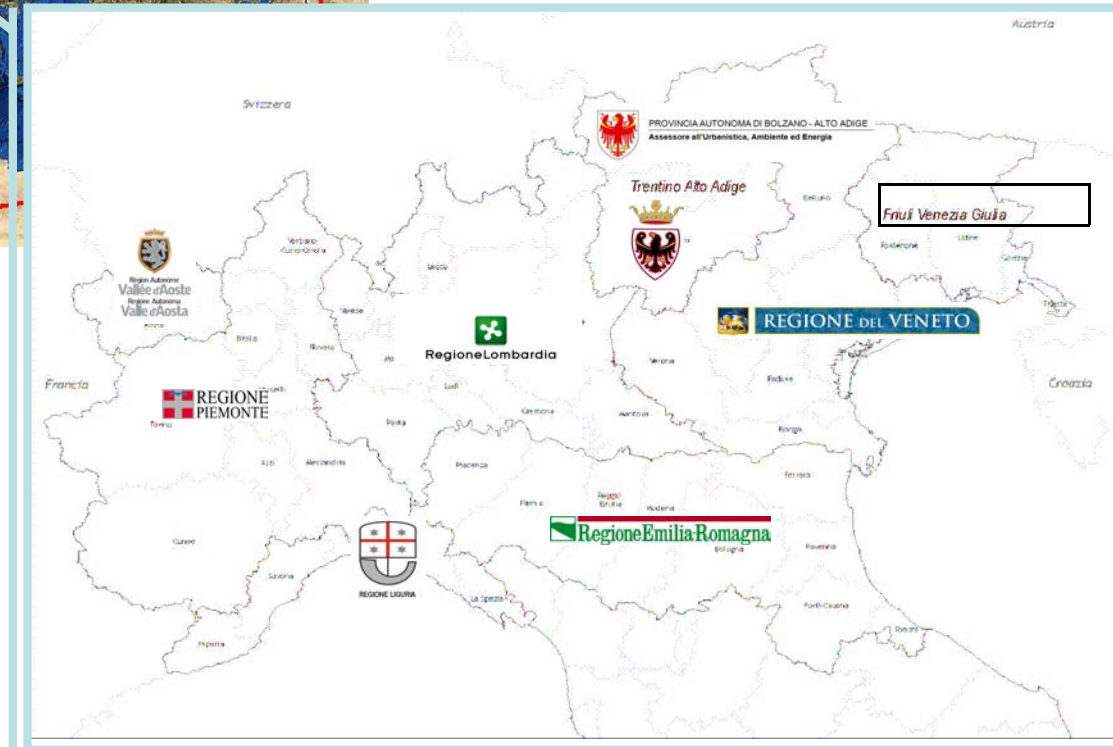 Austria
Svizzera
PROVINCIA AUTONOMA DI BOLZANO - ALTO ADIGE
Assessore all'Urbanistica, Ambiente ed Energia
Trentino Alto Adige
Belluno
Friuli Venezia Giulia
Pordenone
Udine
Gorizia
Trieste
Verbano-
Cusio-Ossola
Lecco
Varese
Région Autonome
Vallée d'Aoste
Regione Autonoma
Valle d'Aosta
Aosta
Biella
Novara
RegioneLombardia
REGIONE DEL VENETO
Verona
Padova
Rovigo
Francia
Croazia
REGIONE
PIEMONTE
Vercelli
Torino
Lodi
Cremona
Mantova
Pavia
Asti
Alessandria
Piacenza
Parma
Reggio
Emilia
Modena
Ferrara
RegioneEmilia-Romagna
Bologna
Ravenna
Forlì-Cesena
Rimini
Cuneo
Savona
Imperia
REGIONE LIGURIA
La Spezia